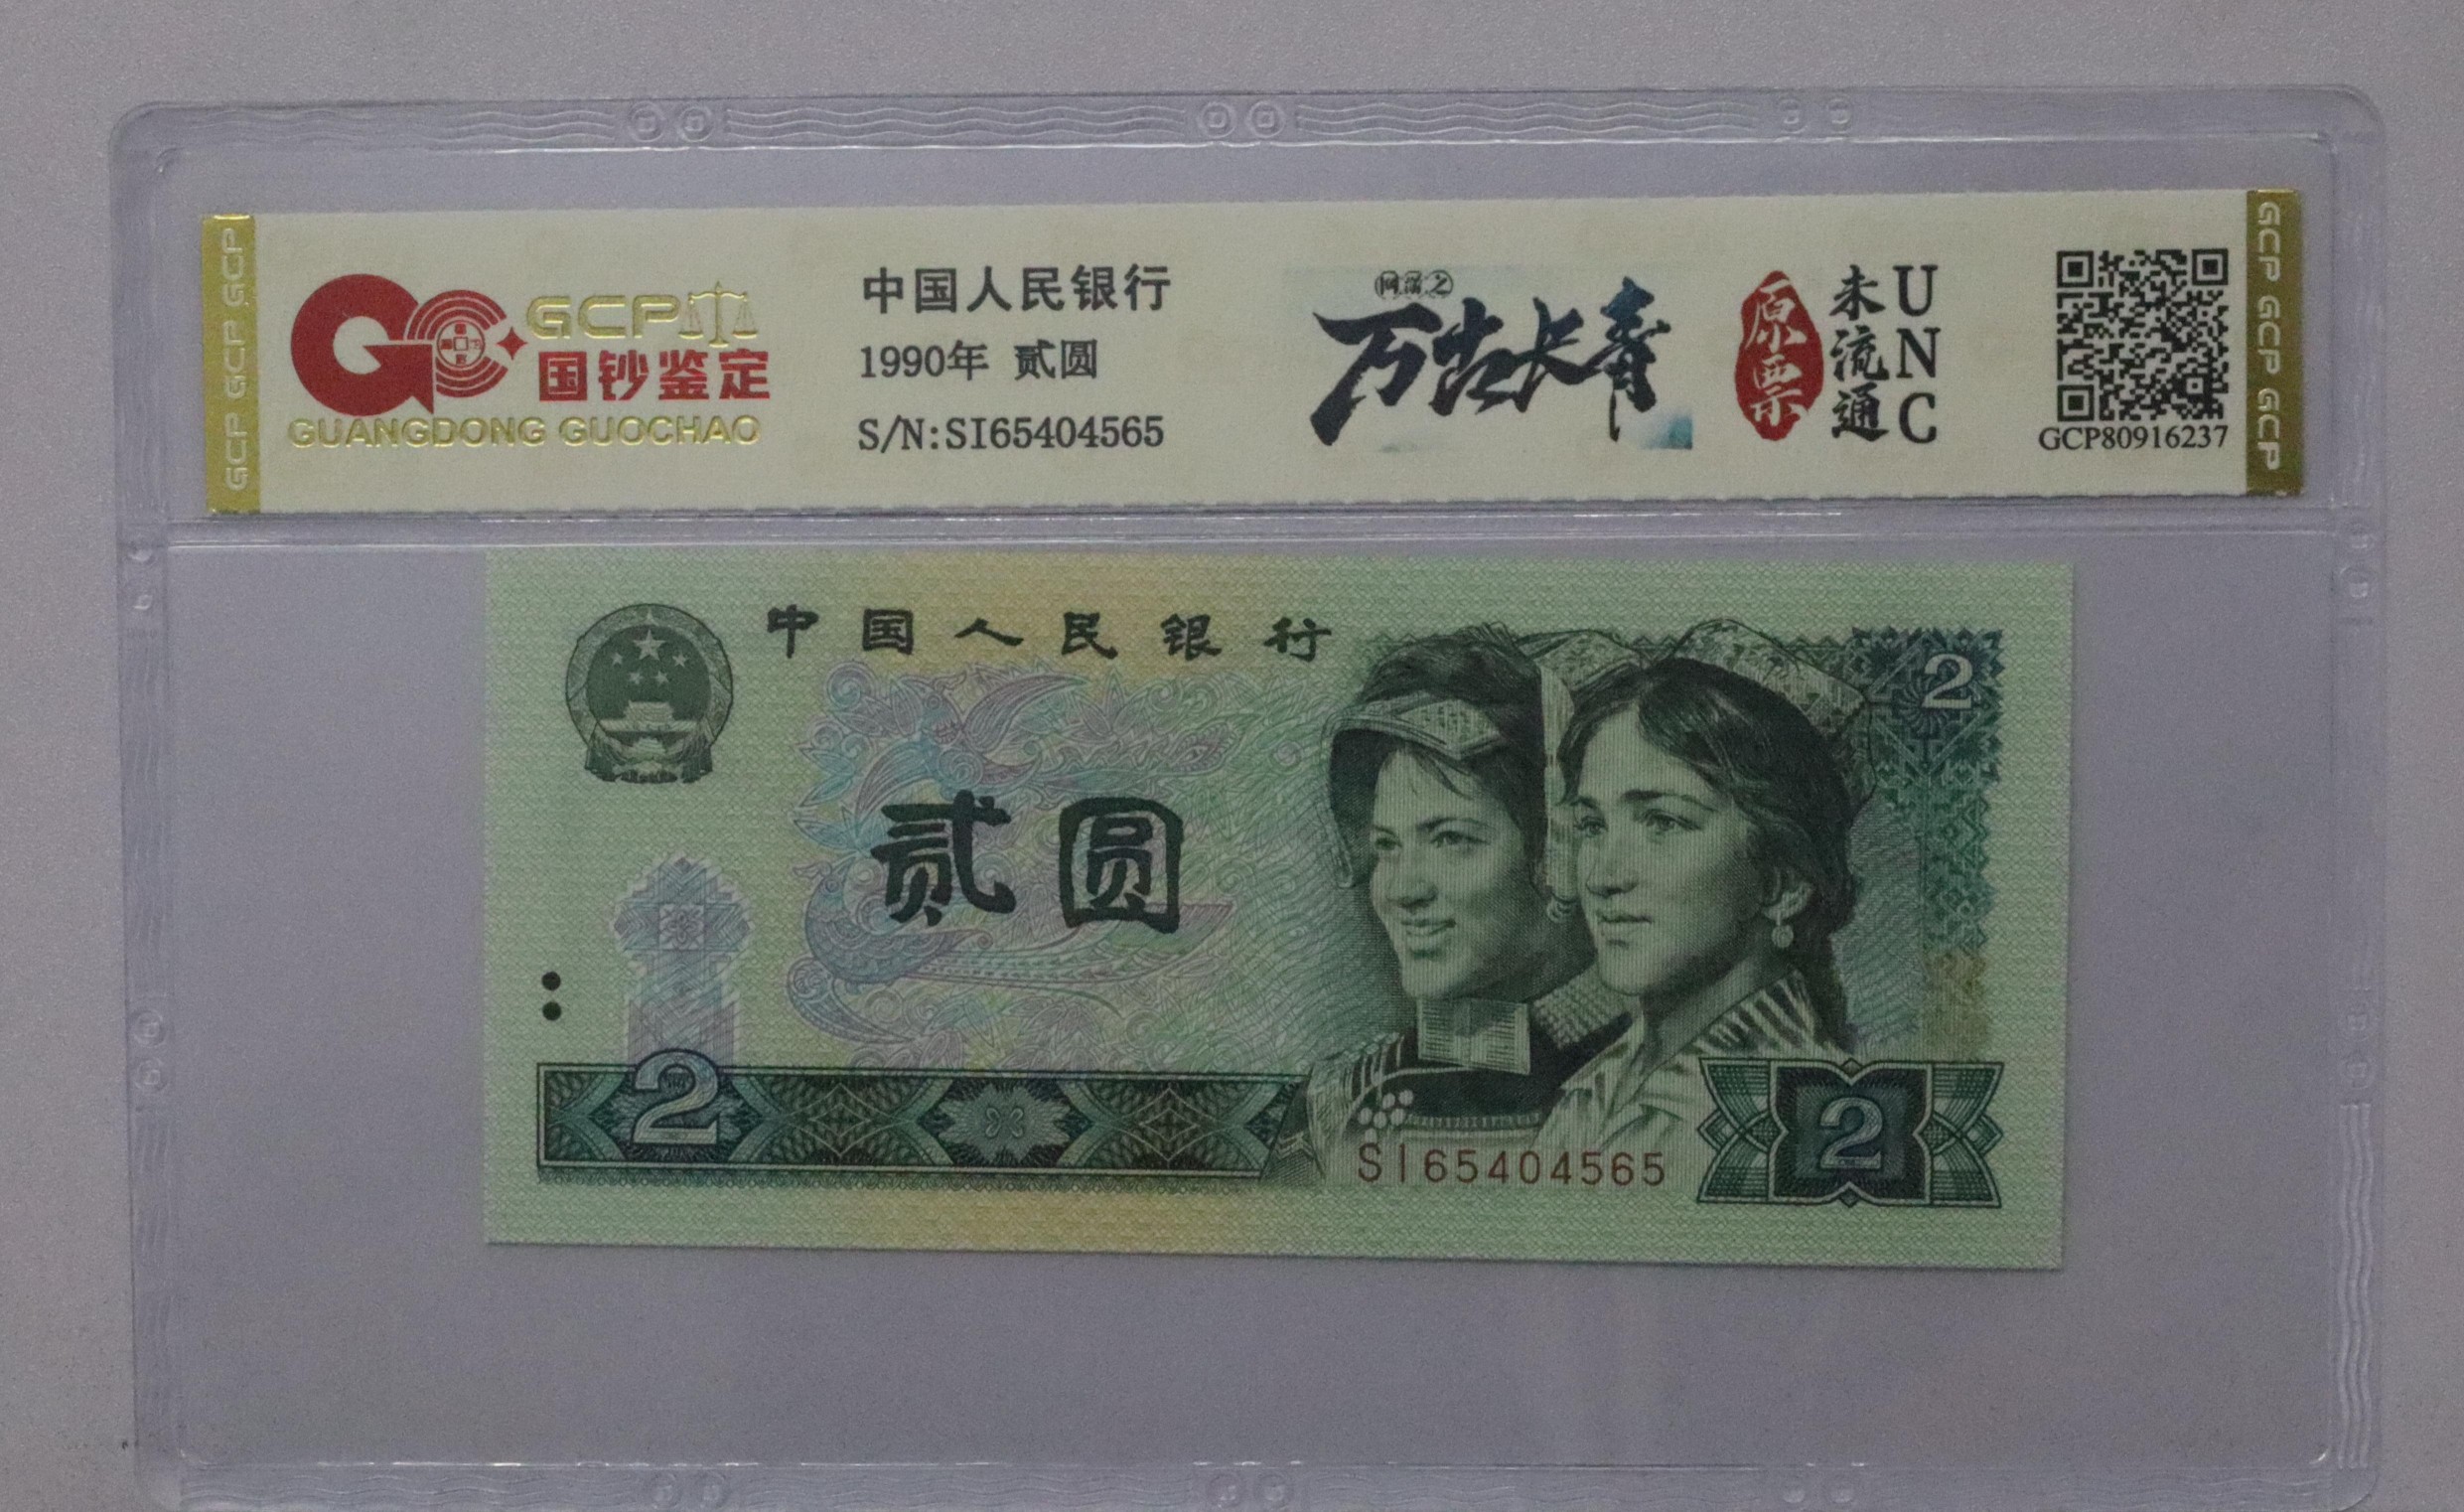 GCP GCP GCP
GCP
国钞鉴定
GUANGDONG GUOCHAO
中国人民银行
1990年 贰圆
S/N:SI65404565
万古长青
原票
未流通
UNC
GCP80916237
GCP GCP GCP
中国人民银行
2
贰圆
2
SI65404565
2